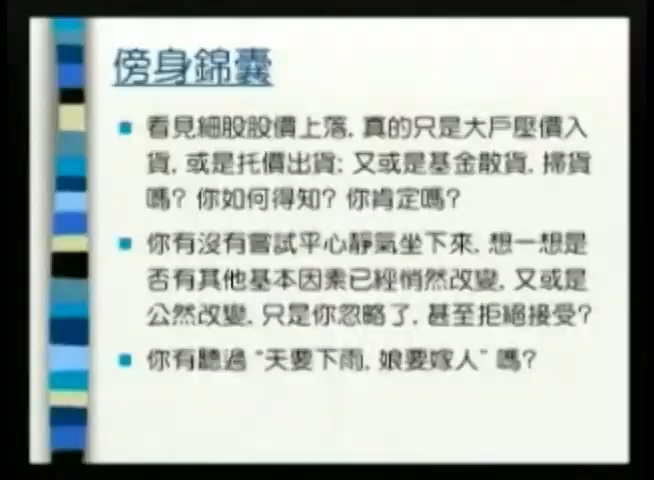 傍身錦囊
看見細股股價上落, 真的只是大戶壓價入
貨, 或是托價出貨; 又或是基金散貨, 掃貨
嗎? 你如何得知? 你肯定嗎?
你有沒有嘗試平心靜氣坐下來, 想一想是
否有其他基本因素已經悄然改變, 又或是
公然改變, 只是你忽略了, 甚至拒絕接受?
你有聽過 "天要下雨, 娘要嫁人" 嗎?